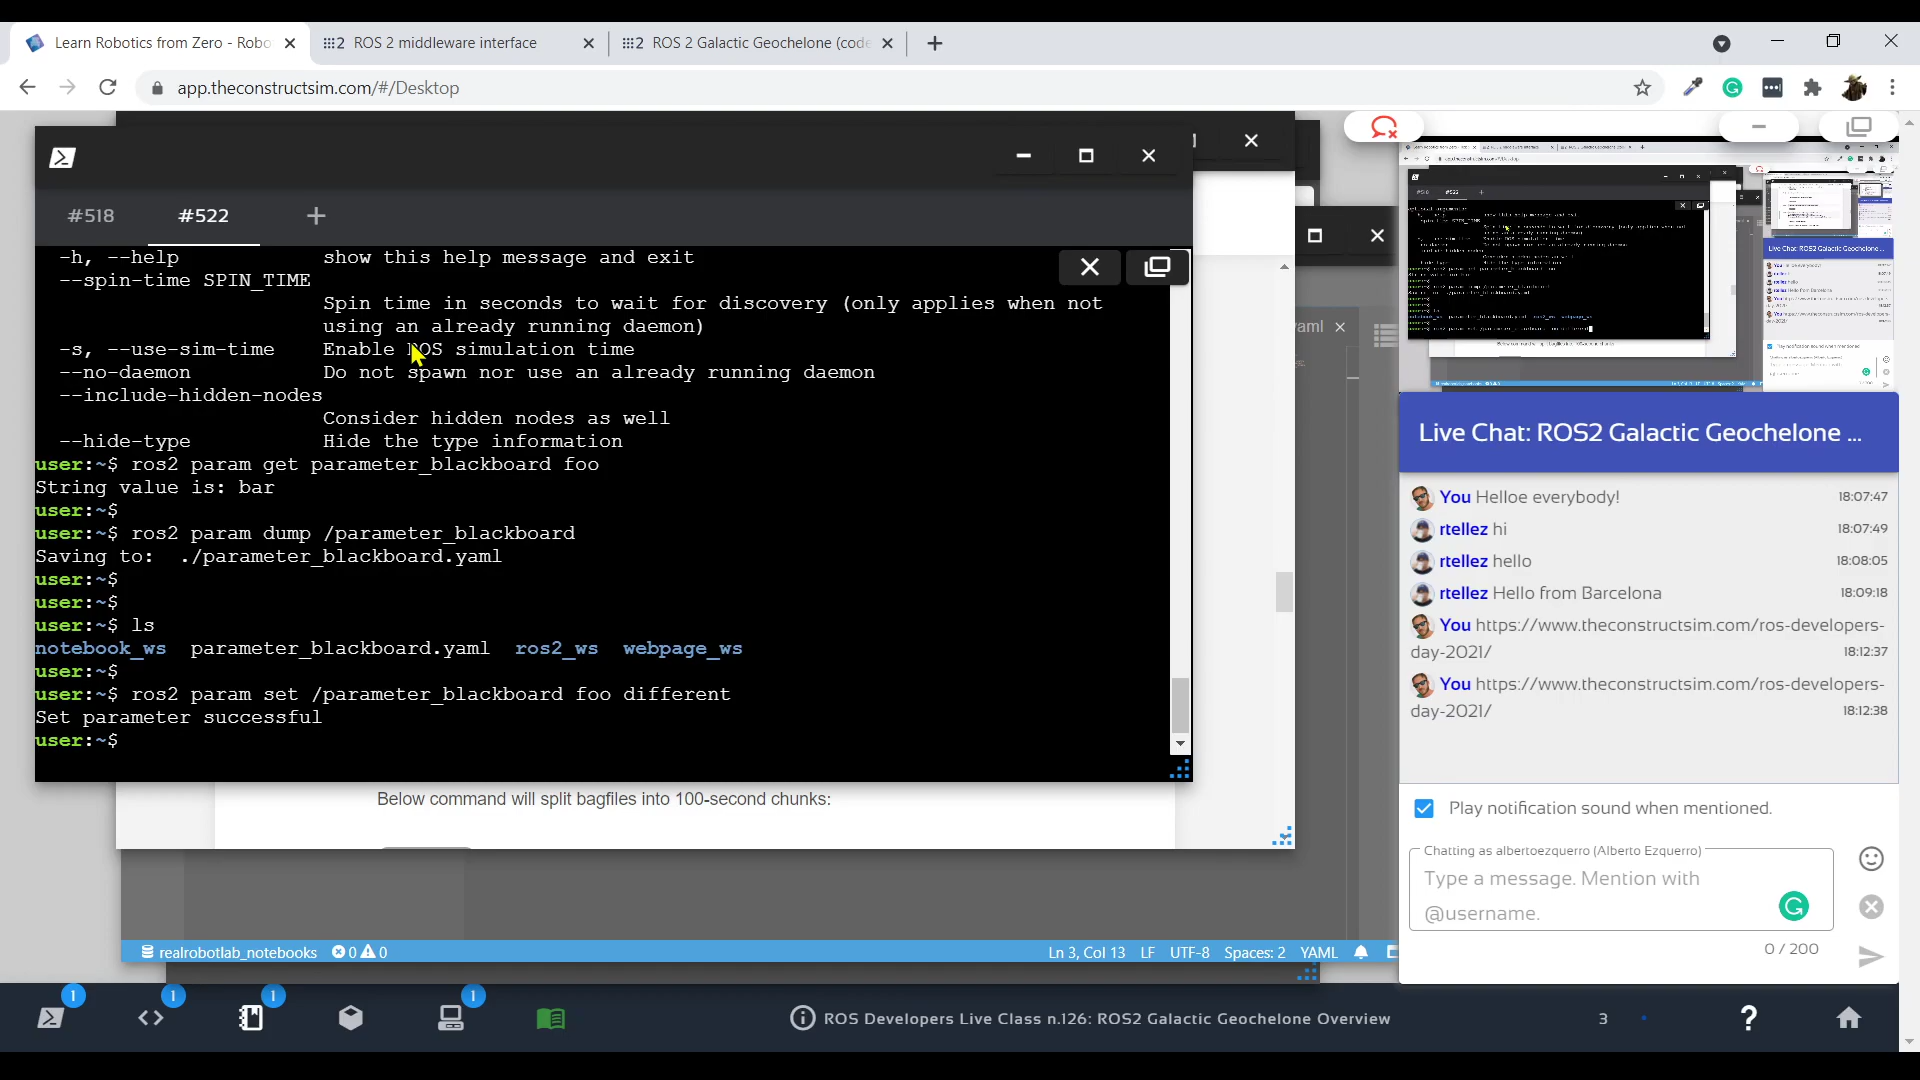 Learn Robotics from Zero - Robo
ROS 2 middleware interface
ROS 2 Galactic Geochelone (code
app.theconstructsim.com/#/Desktop
#518
#522
-h, --help show this help message and exit
--spin-time SPIN_TIME
Spin time in seconds to wait for discovery (only applies when not
using an already running daemon)
-s, --use-sim-time Enable ROS simulation time
--no-daemon Do not spawn nor use an already running daemon
--include-hidden-nodes
Consider hidden nodes as well
--hide-type Hide the type information
user:~$ ros2 param get parameter_blackboard foo
String value is: bar
user:~$
user:~$ ros2 param dump /parameter_blackboard
Saving to: ./parameter_blackboard.yaml
user:~$
user:~$
user:~$ ls
notebook_ws parameter_blackboard.yaml ros2_ws webpage_ws
user:~$
user:~$ ros2 param set /parameter_blackboard foo different
Set parameter successful
user:~$
yaml
Below command will split bagfiles into 100-second chunks:
realrobotlab_notebooks 0 0
Ln 3, Col 13 LF UTF-8 Spaces: 2 YAML
Live Chat: ROS2 Galactic Geochelone ...
You Helloe everybody! 18:07:47
rtellez hi 18:07:49
rtellez hello 18:08:05
rtellez Hello from Barcelona 18:09:18
You https://www.theconstructsim.com/ros-developers-
day-2021/ 18:12:37
You https://www.theconstructsim.com/ros-developers-
day-2021/ 18:12:38
Play notification sound when mentioned.
Chatting as albertoezquerro (Alberto Ezquerro)
Type a message. Mention with
@username.
0 / 200
1
1
1
1
ROS Developers Live Class n.126: ROS2 Galactic Geochelone Overview
3
?